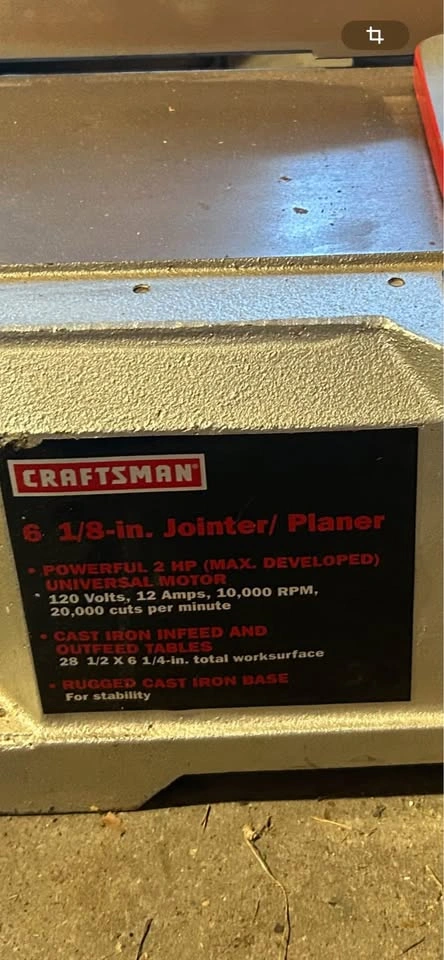 CRAFTSMAN®
6 1/8-in. Jointer/ Planer
• POWERFUL 2 HP (MAX. DEVELOPED)
UNIVERSAL MOTOR
• 120 Volts, 12 Amps, 10,000 RPM,
20,000 cuts per minute
• CAST IRON INFEED AND
OUTFEED TABLES
28 1/2 X 6 1/4-in. total worksurface
• RUGGED CAST IRON BASE
For stability